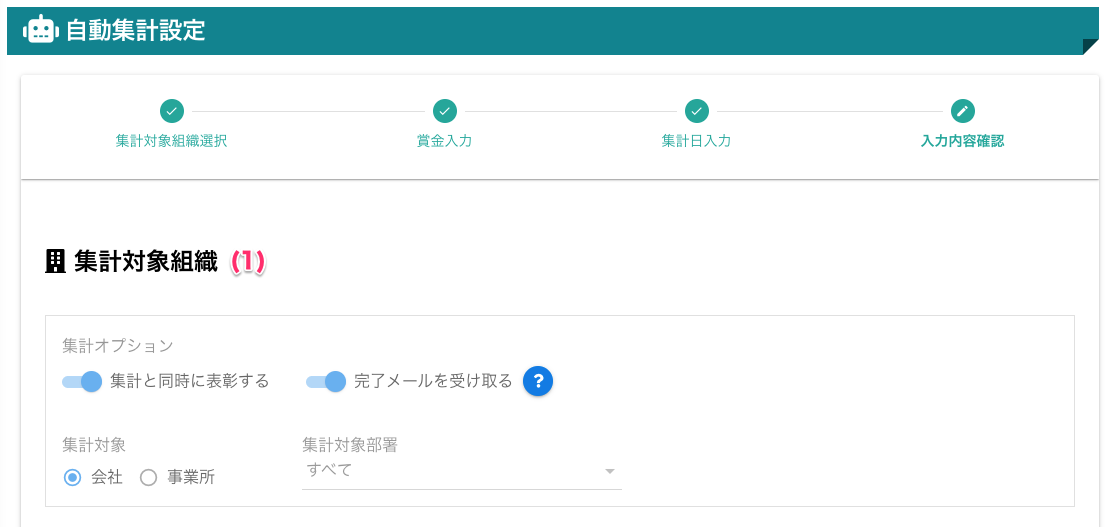 自動集計設定
集計対象組織選択 賞金入力 集計日入力 入力内容確認
集計対象組織 (1)
集計オプション
集計と同時に表彰する 完了メールを受け取る ?
集計対象 集計対象部署
会社 事業所 すべて